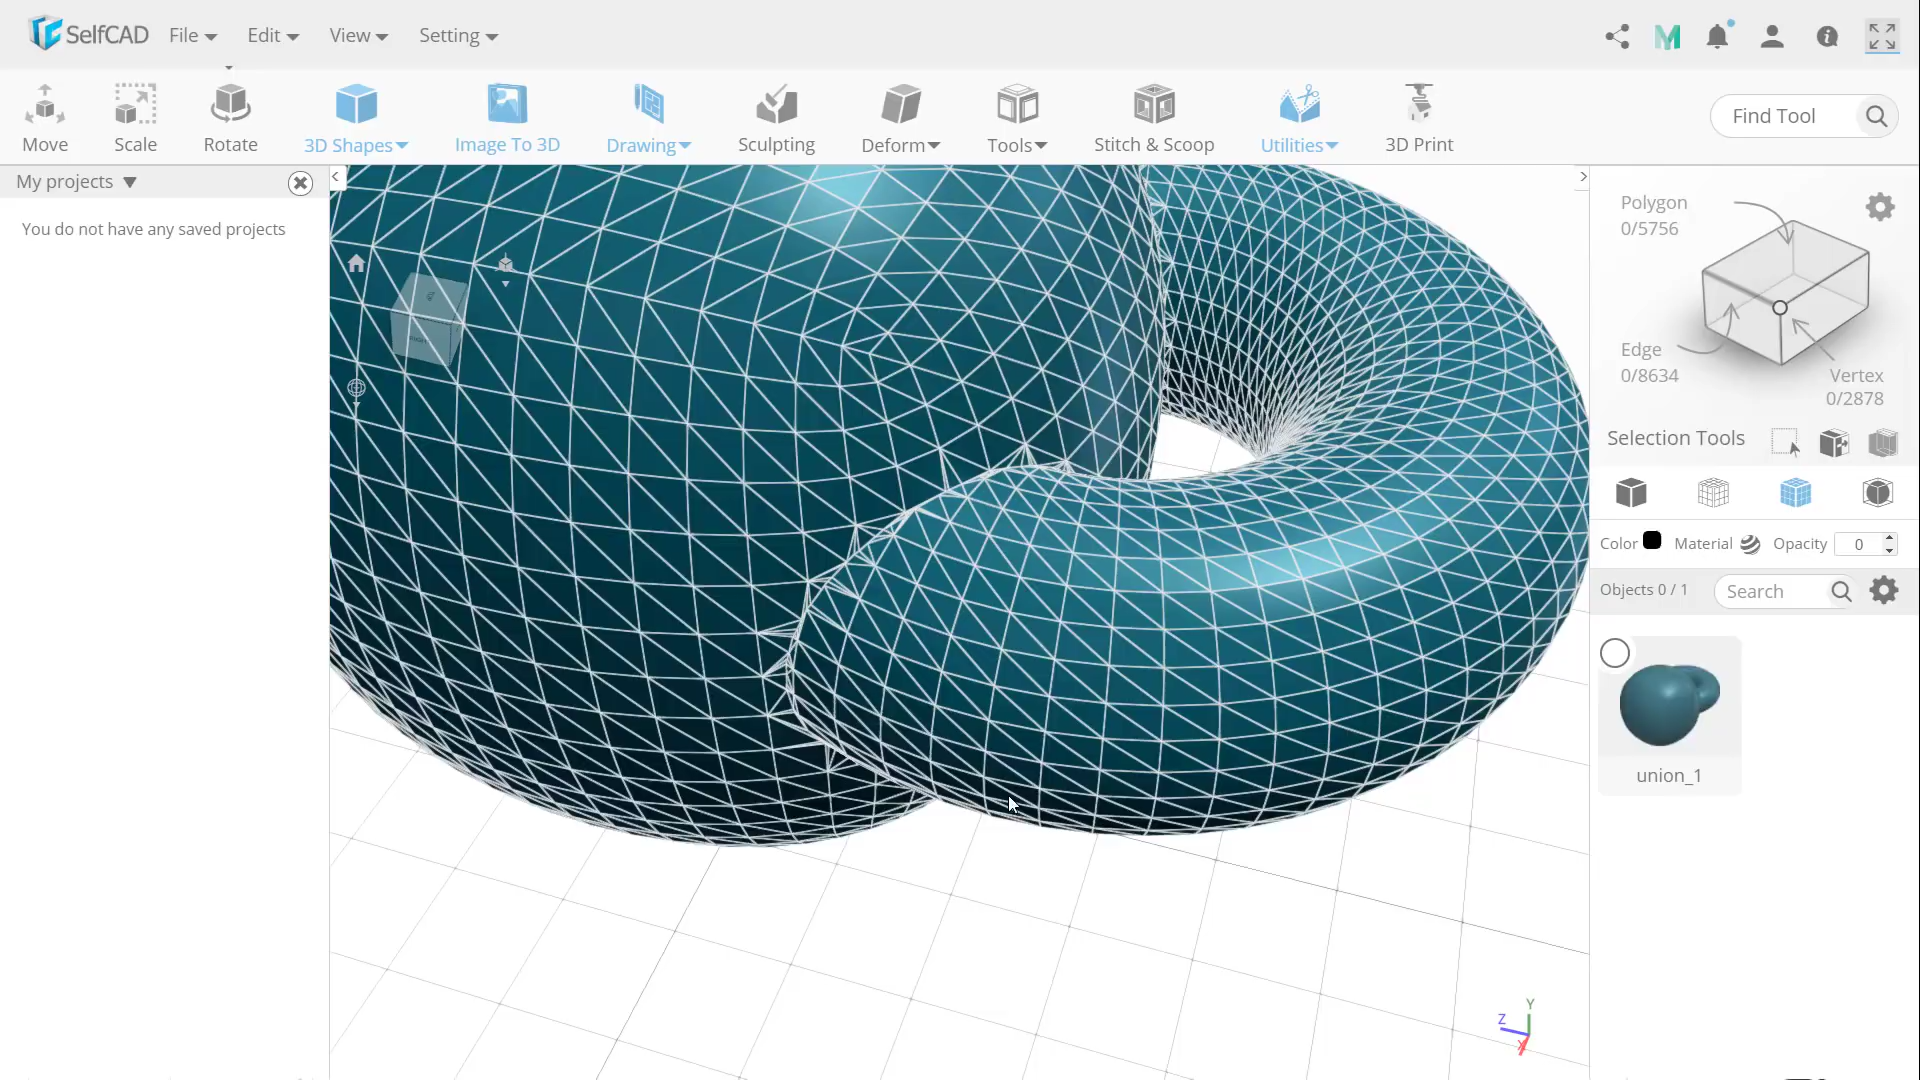 SelfCAD File Edit View Setting
Move Scale Rotate 3D Shapes Image To 3D Drawing Sculpting Deform Tools Stitch & Scoop Utilities 3D Print
Find Tool
My projects
You do not have any saved projects
Polygon
0/5756
Edge
0/8634
Vertex
0/2878
Selection Tools
Color Material Opacity 0
Objects 0 / 1 Search
union_1
Y
Z
X